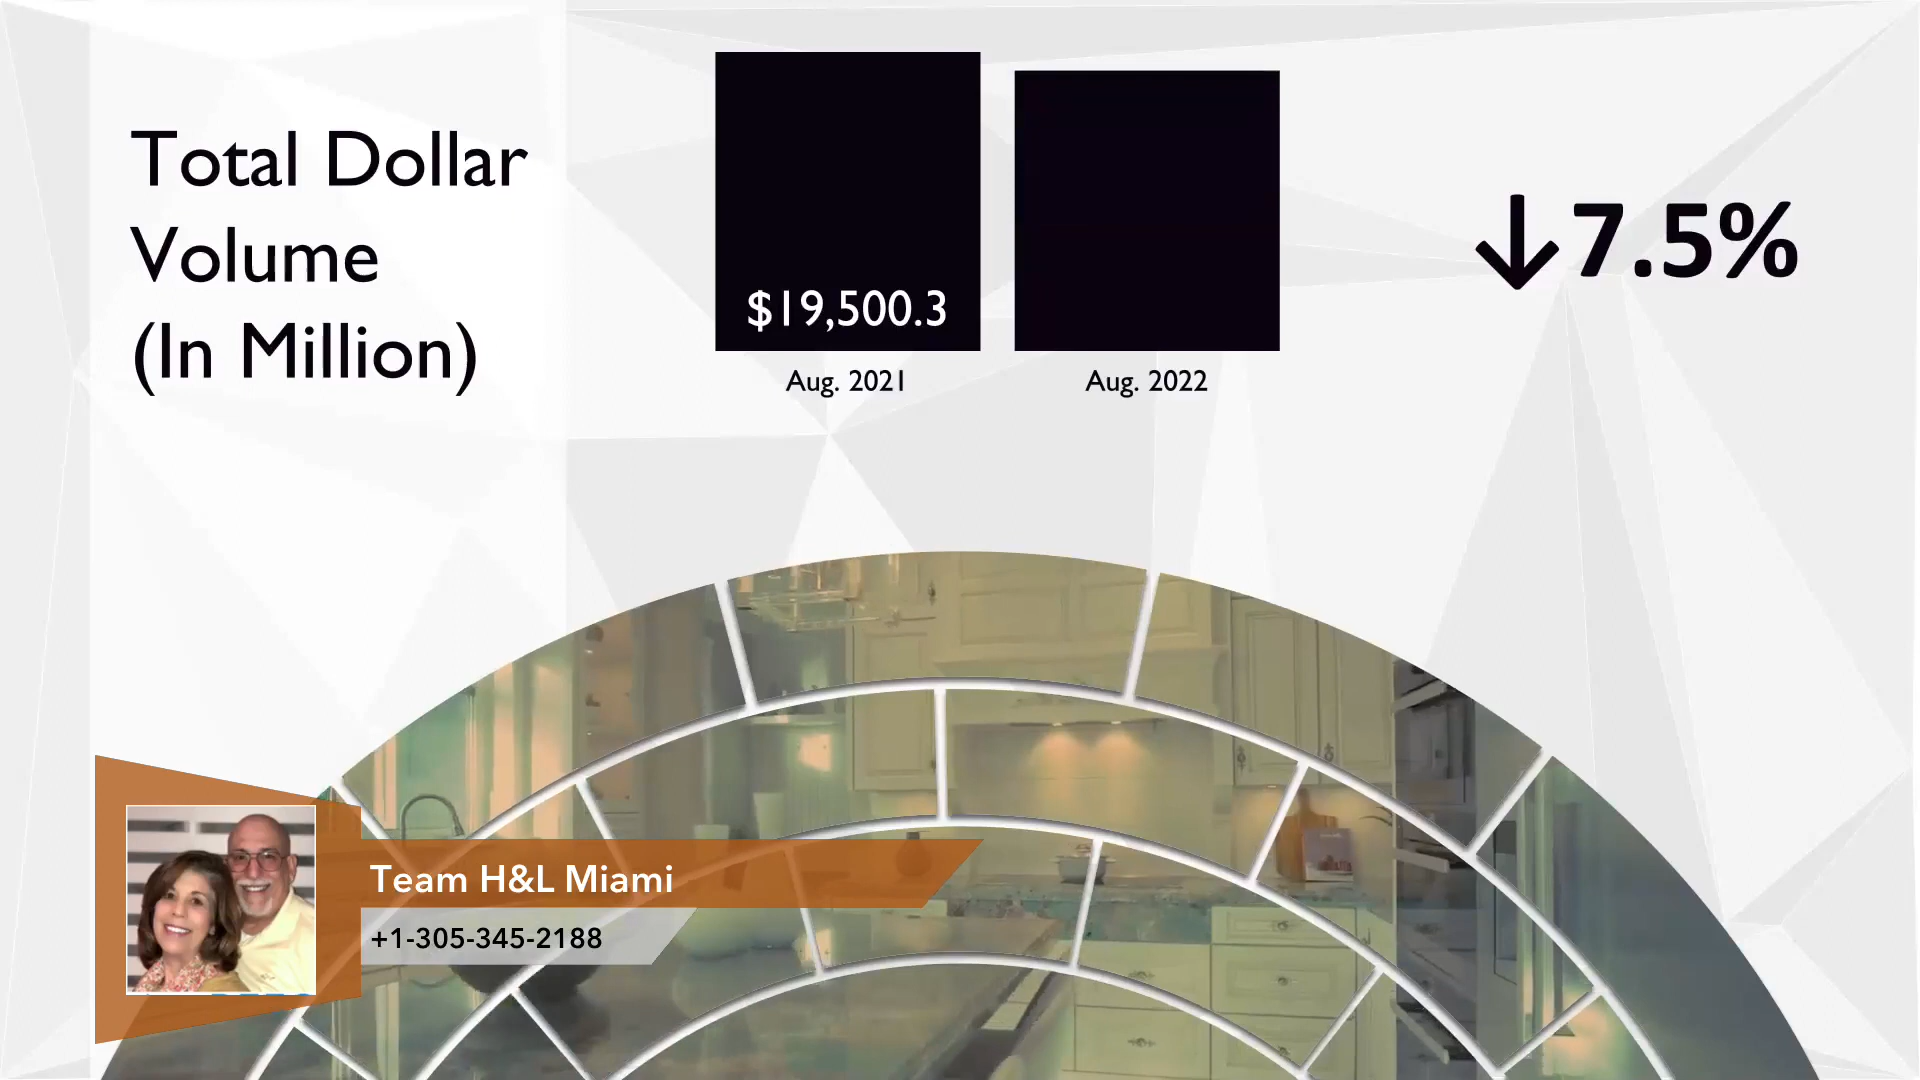 Total Dollar
Volume
(In Million)
$19,500.3
Aug. 2021
Aug. 2022
↓7.5%
Team H&L Miami
+1-305-345-2188